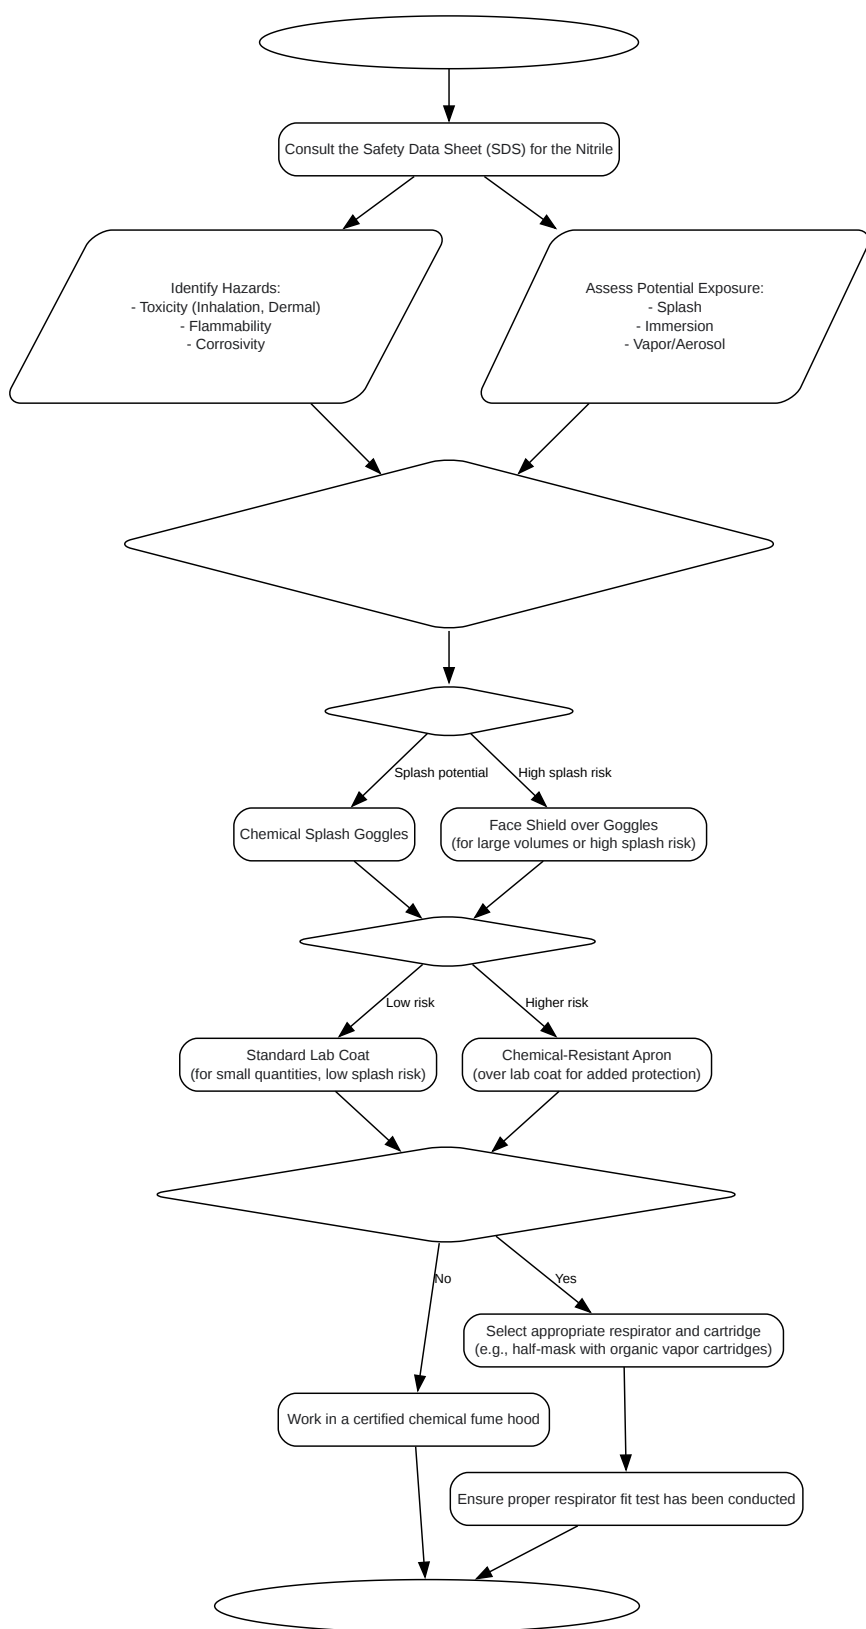 Consult the Safety Data Sheet (SDS) for the Nitrile
Identify Hazards:
- Toxicity (Inhalation, Dermal)
- Flammability
- Corrosivity
Assess Potential Exposure:
- Splash
- Immersion
- Vapor/Aerosol
Splash potential
High splash risk
Chemical Splash Goggles
Face Shield over Goggles
(for large volumes or high splash risk)
Low risk
Higher risk
Standard Lab Coat
(for small quantities, low splash risk)
Chemical-Resistant Apron
(over lab coat for added protection)
No
Yes
Select appropriate respirator and cartridge
(e.g., half-mask with organic vapor cartridges)
Work in a certified chemical fume hood
Ensure proper respirator fit test has been conducted